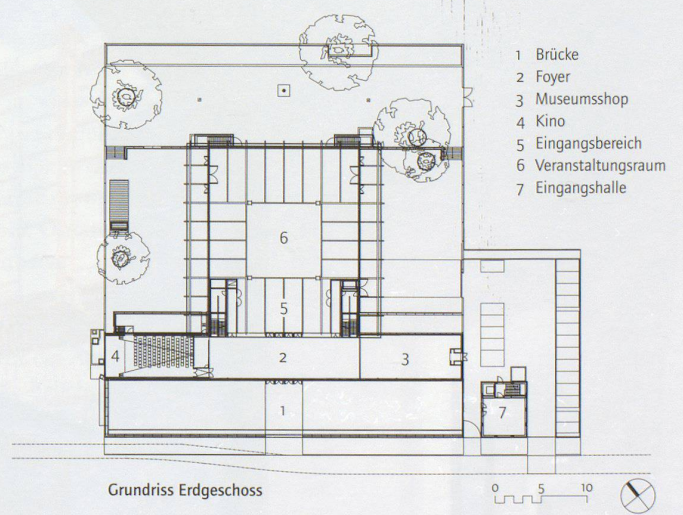 1 Brücke
2 Foyer
3 Museumsshop
4 Kino
5 Eingangsbereich
6 Veranstaltungsraum
7 Eingangshalle
6
5
4
2
3
1
7
Grundriss Erdgeschoss
0 5 10